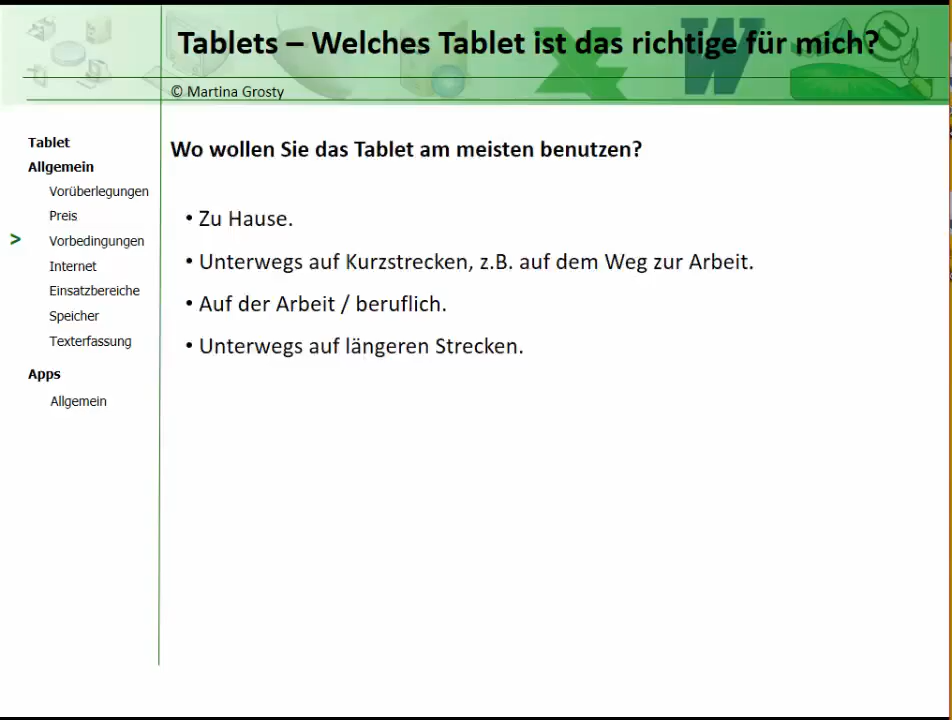 Tablets – Welches Tablet ist das richtige für mich?
© Martina Grosty
Tablet
Allgemein
Vorüberlegungen
Preis
> Vorbedingungen
Internet
Einsatzbereiche
Speicher
Texterfassung
Apps
Allgemein
Wo wollen Sie das Tablet am meisten benutzen?
• Zu Hause.
• Unterwegs auf Kurzstrecken, z.B. auf dem Weg zur Arbeit.
• Auf der Arbeit / beruflich.
• Unterwegs auf längeren Strecken.